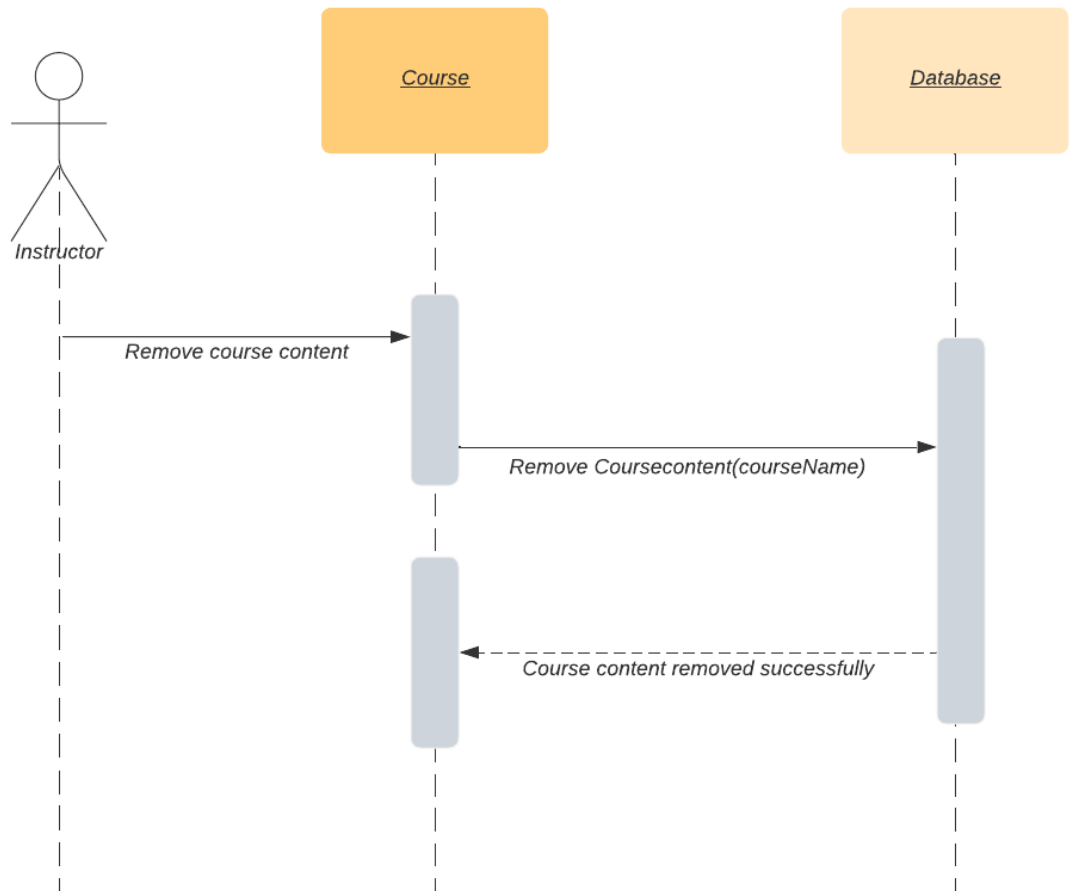 Course
Database
Instructor
Remove course content
Remove Coursecontent(courseName)
Course content removed successfully